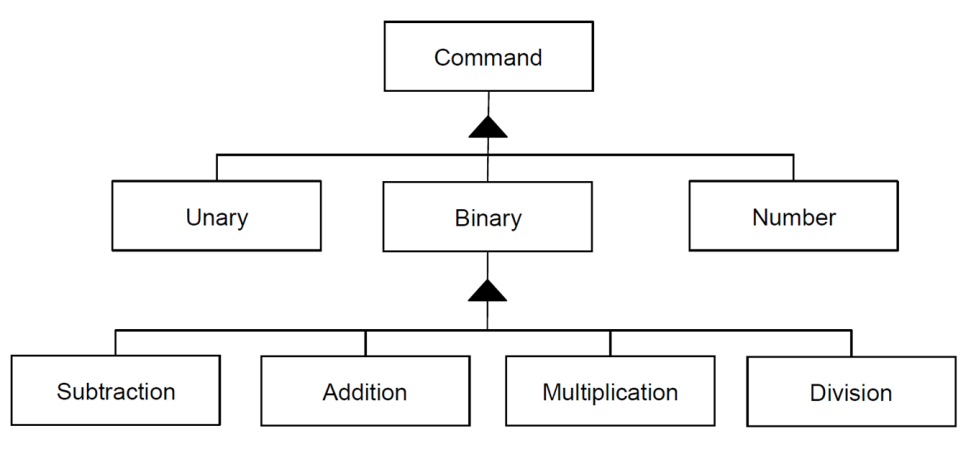 Command
Unary
Binary
Number
Subtraction
Addition
Multiplication
Division